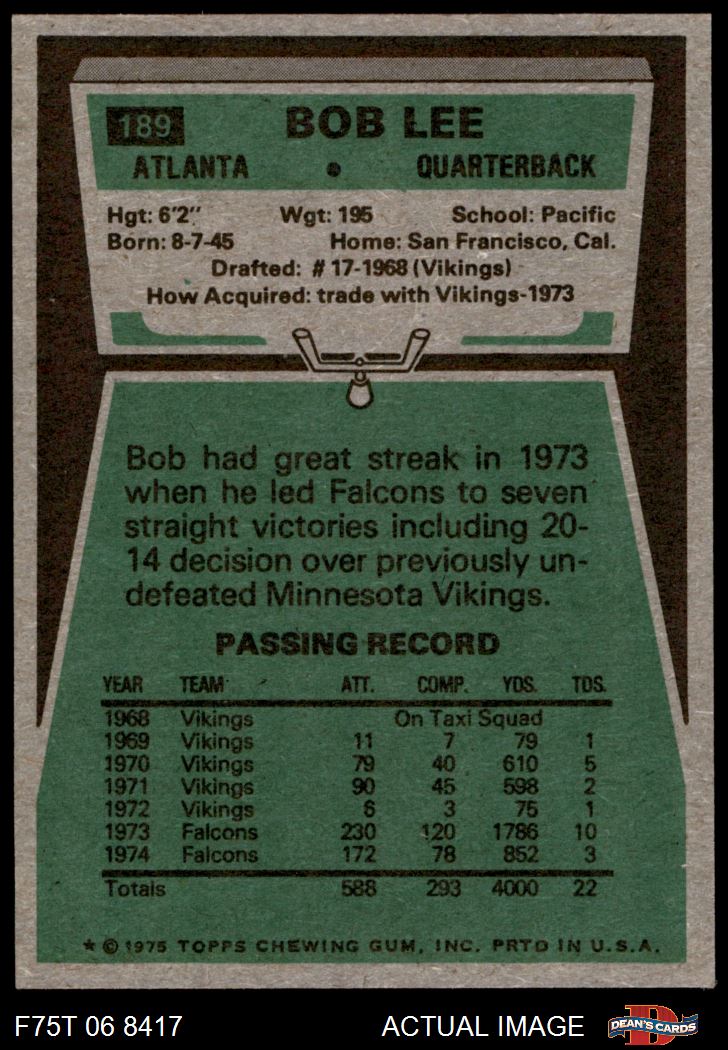 189 BOB LEE
ATLANTA • QUARTERBACK
Hgt: 6'2" Wgt: 195 School: Pacific
Born: 8-7-45 Home: San Francisco, Cal.
Drafted: #17-1968 (Vikings)
How Acquired: trade with Vikings-1973
Bob had great streak in 1973
when he led Falcons to seven
straight victories including 20-
14 decision over previously un-
defeated Minnesota Vikings.
PASSING RECORD
YEAR TEAM ATT. COMP. YDS. TDS.
1968 Vikings On Taxi Squad
1969 Vikings 11 7 79 1
1970 Vikings 79 40 610 5
1971 Vikings 90 45 598 2
1972 Vikings 6 3 75 1
1973 Falcons 230 120 1786 10
1974 Falcons 172 78 852 3
Totals 588 293 4000 22
* © 1975 TOPPS CHEWING GUM, INC. PRTD IN U.S.A.
F75T 06 8417 ACTUAL IMAGE D DEAN'S CARDS